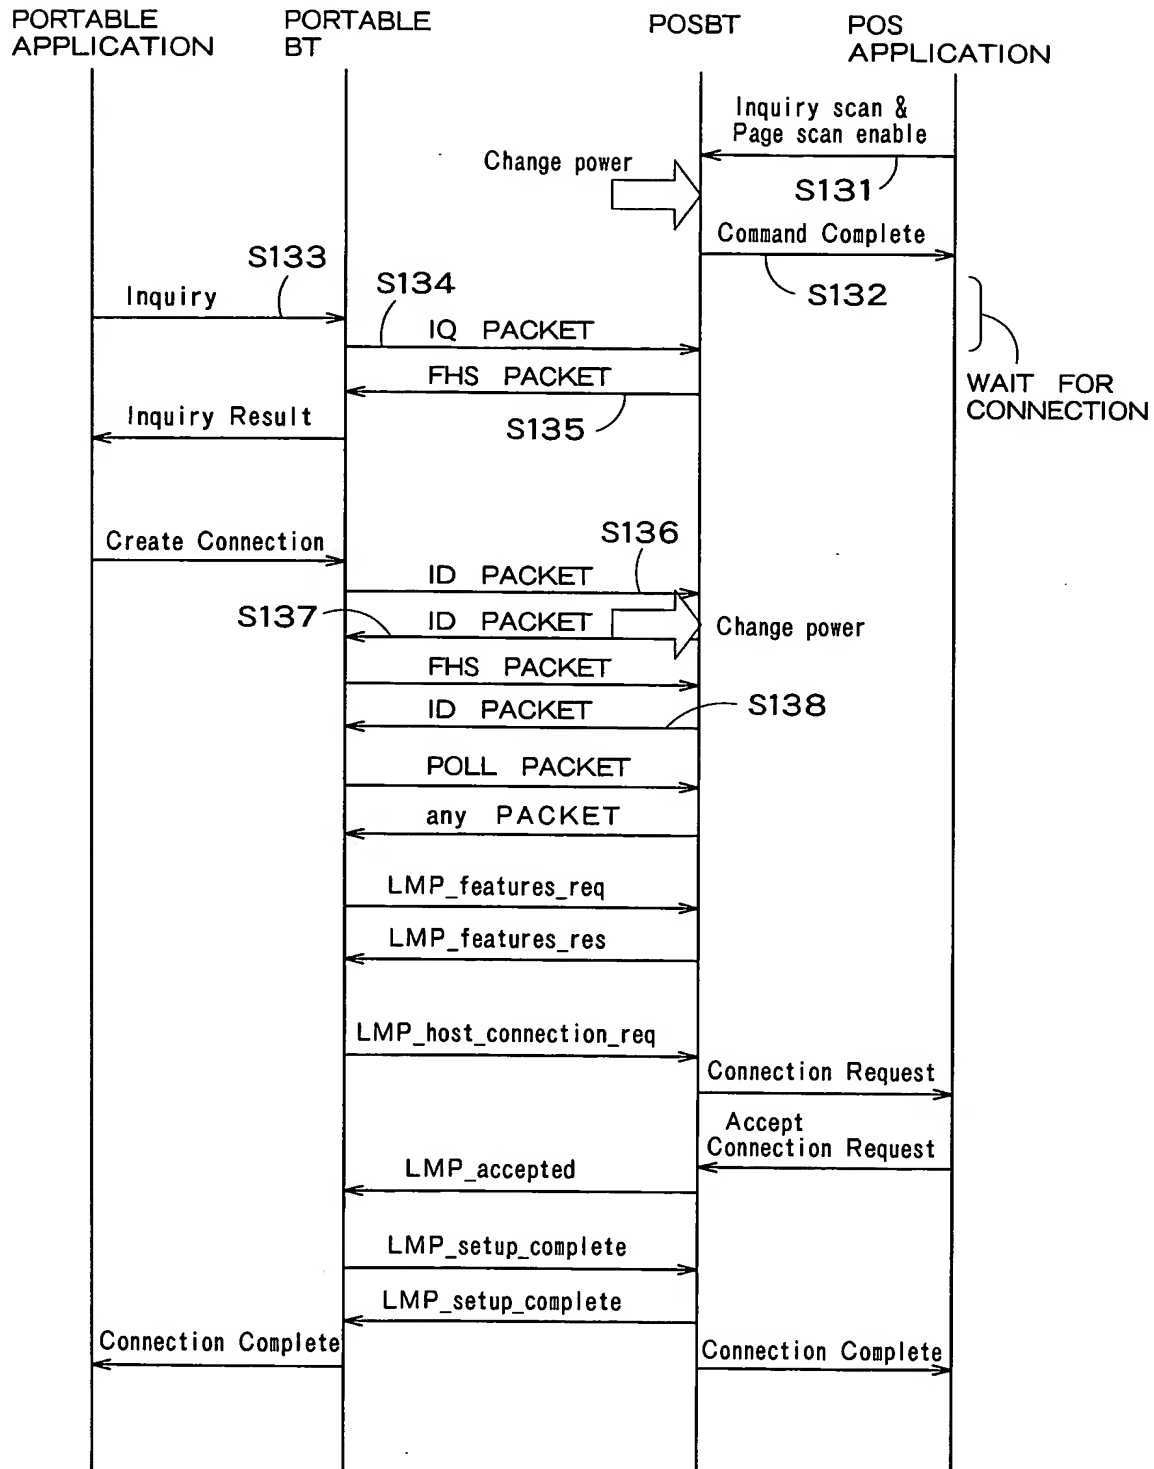 PORTABLE
APPLICATION
PORTABLE
BT
POSBT
POS
APPLICATION
Inquiry scan &
Page scan enable
Change power
S131
Command Complete
S132
S133
Inquiry
S134
IQ PACKET
WAIT FOR
CONNECTION
FHS PACKET
S135
Inquiry Result
Create Connection
S136
ID PACKET
S137
ID PACKET
Change power
FHS PACKET
ID PACKET
S138
POLL PACKET
any PACKET
LMP_features_req
LMP_features_res
LMP_host_connection_req
Connection Request
Accept
Connection Request
LMP_accepted
LMP_setup_complete
LMP_setup_complete
Connection Complete
Connection Complete